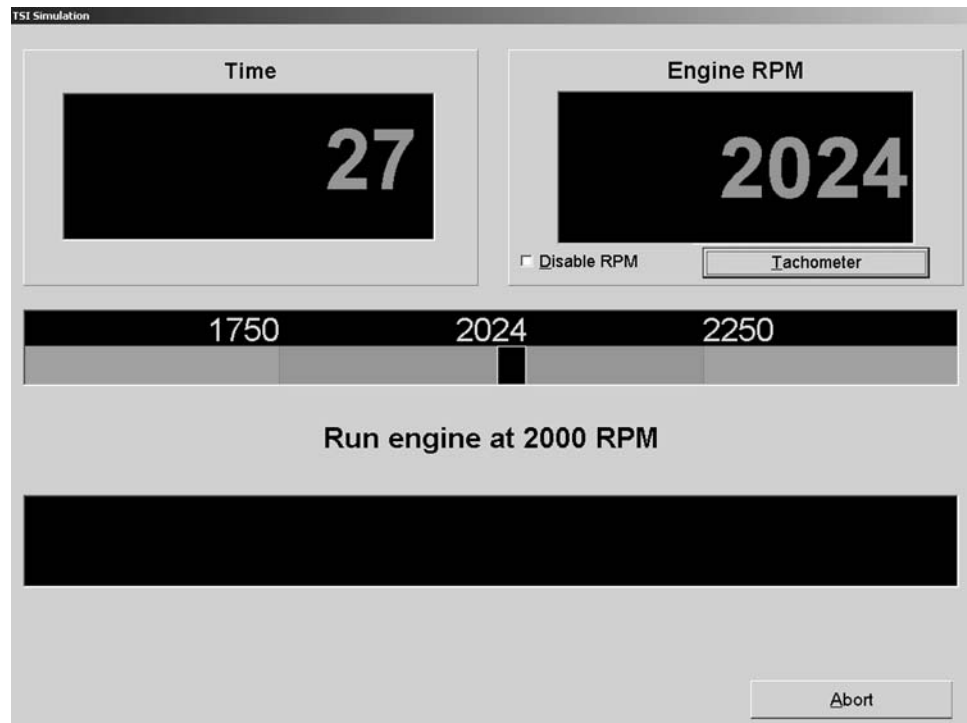 TSI Simulation
Time
Engine RPM
27
2024
Disable RPM
Tachometer
1750 2024 2250
Run engine at 2000 RPM
Abort